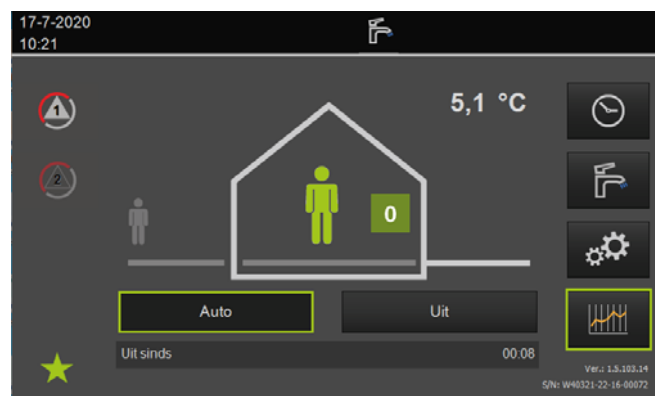 17-7-2020
10:21
5,1 °C
1
2
0
Auto
Uit
Uit sinds
00:08
Ver.: 1.5.103.14
S/N: W40321-22-16-00072